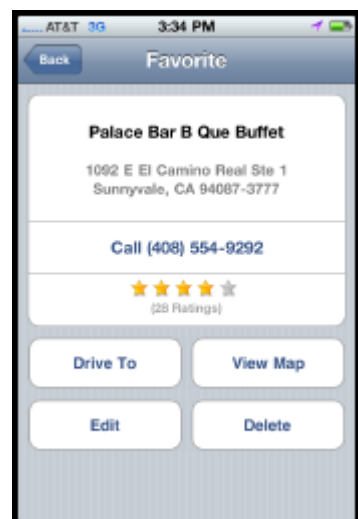 AT&T 3G 3:34 PM
Back Favorite
Palace Bar B Que Buffet
1092 E El Camino Real Ste 1
Sunnyvale, CA 94087-3777
Call (408) 554-9292
(28 Ratings)
Drive To View Map
Edit Delete